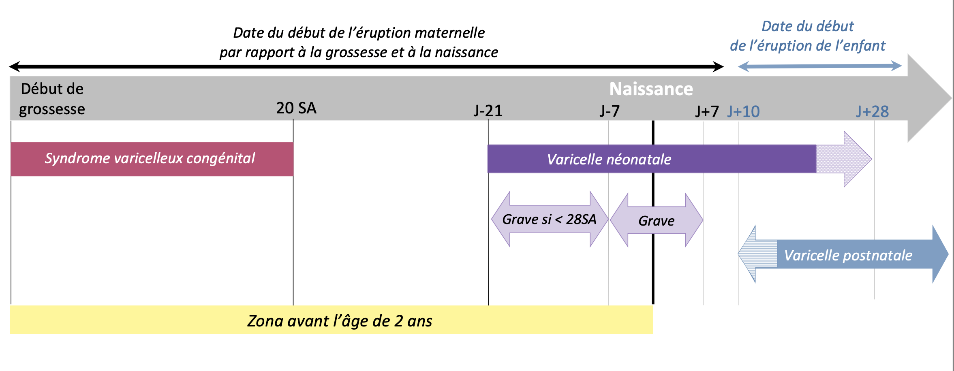 Date du début de l’éruption maternelle
par rapport à la grossesse et à la naissance
Date du début
de l’éruption de l’enfant
Début de
grossesse
20 SA
J-21
Naissance
J-7
J+7
J+10
J+28
Syndrome varicelleux congénital
Varicelle néonatale
Grave si < 28SA
Grave
Varicelle postnatale
Zona avant l’âge de 2 ans